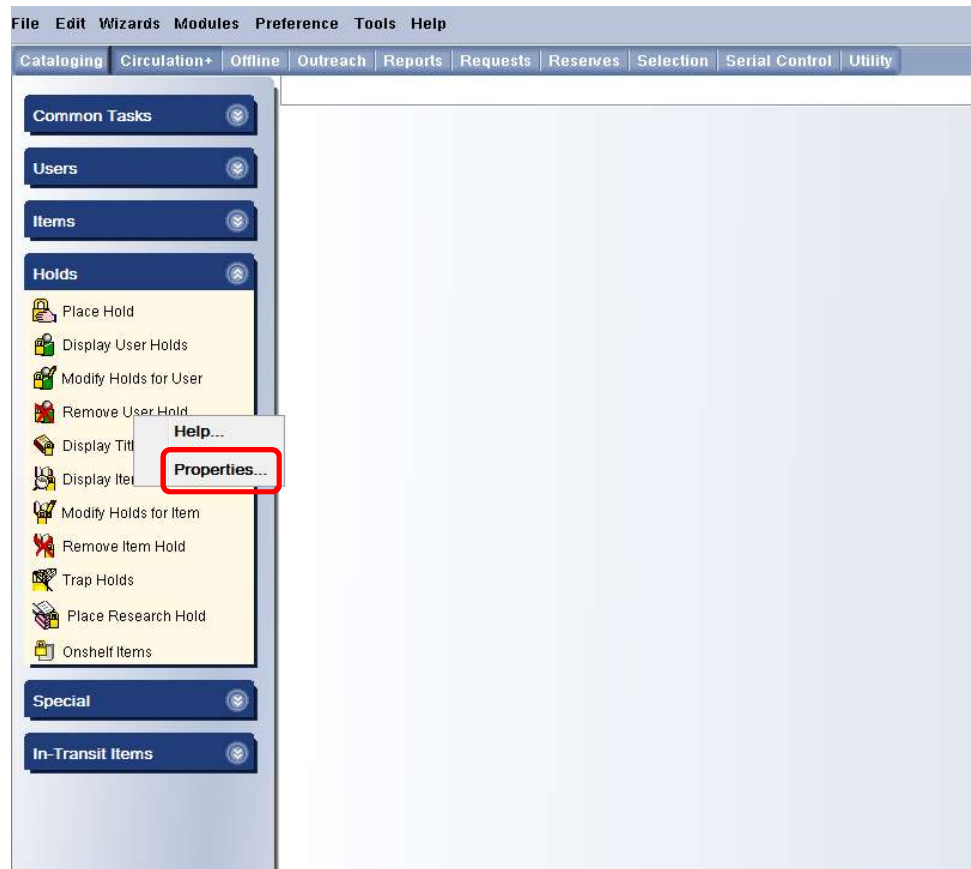 File Edit Wizards Modules Preference Tools Help
Cataloging Circulation+ Offline Outreach Reports Requests Reserves Selection Serial Control Utility
Common Tasks
Users
Items
Holds
Place Hold
Display User Holds
Modify Holds for User
Remove User Hold
Help...
Display Titl
Properties...
Display Ite
Modify Holds for Item
Remove Item Hold
Trap Holds
Place Research Hold
Onshelf Items
Special
In-Transit Items